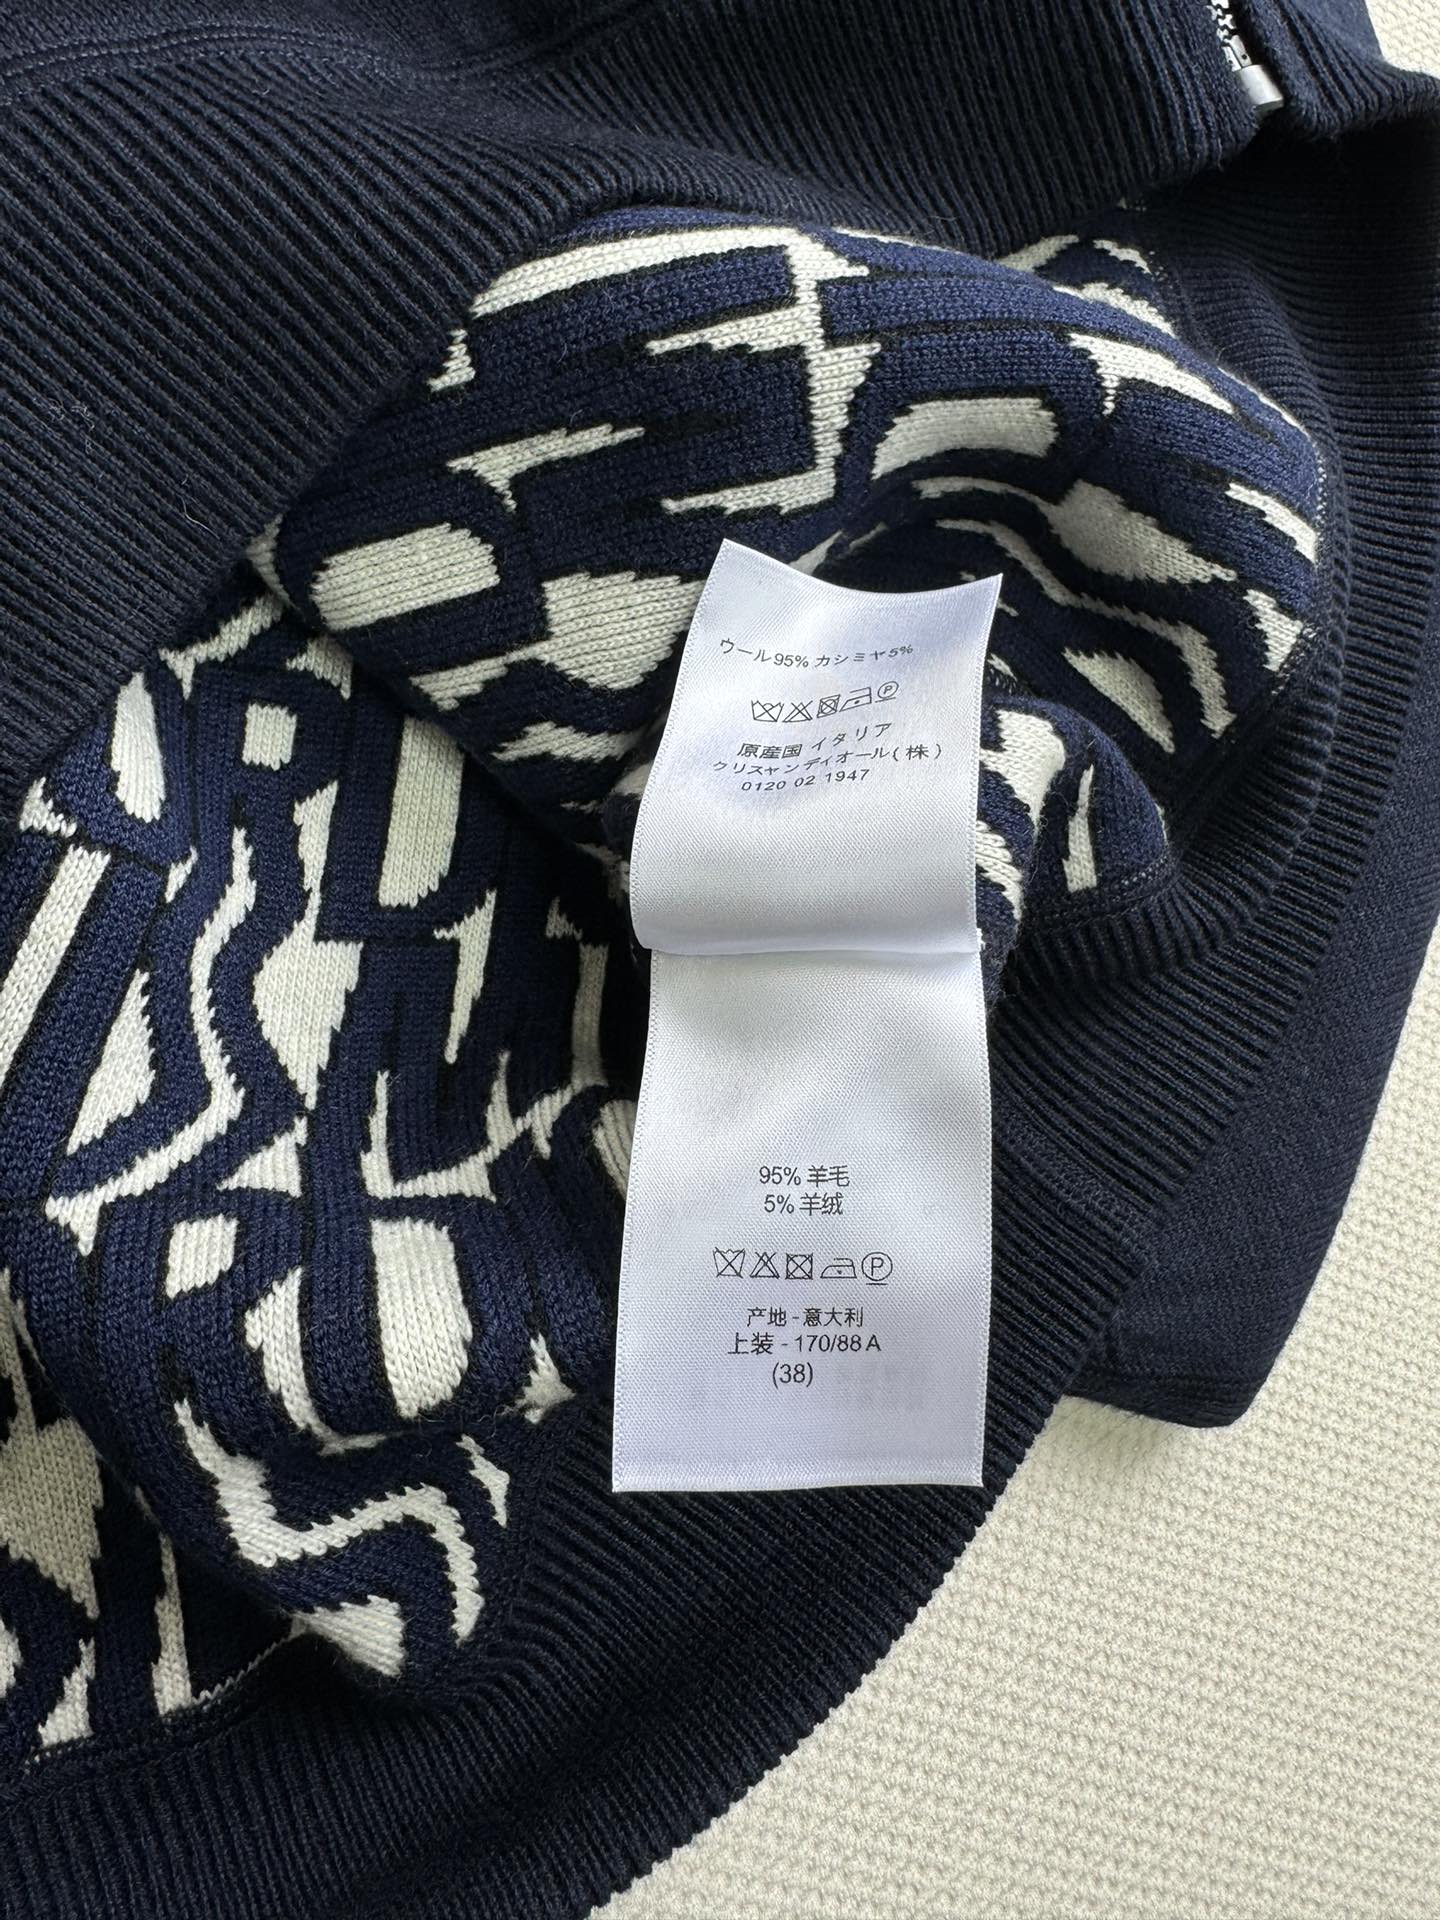 ウール95% カシミヤ5%
原産国 イタリア
クリスチャンディオール(株)
0120 02 1947
95% 羊毛
5% 羊绒
P
产地 - 意大利
上装 - 170/88 A
(38)